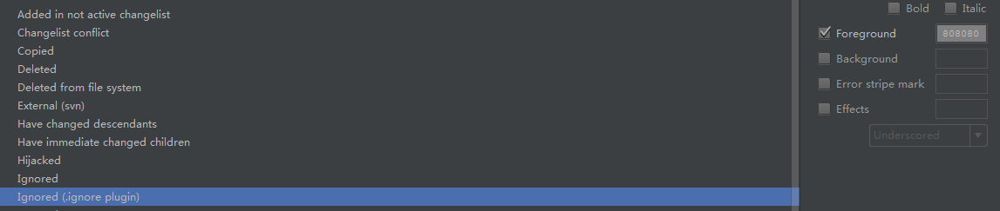 Added in not active changelist
Changelist conflict
Copied
Deleted
Deleted from file system
External (svn)
Have changed descendants
Have immediate changed children
Hijacked
Ignored
Ignored (.ignore plugin)
Bold Italic
Foreground 808080
Background
Error stripe mark
Effects
Underscored